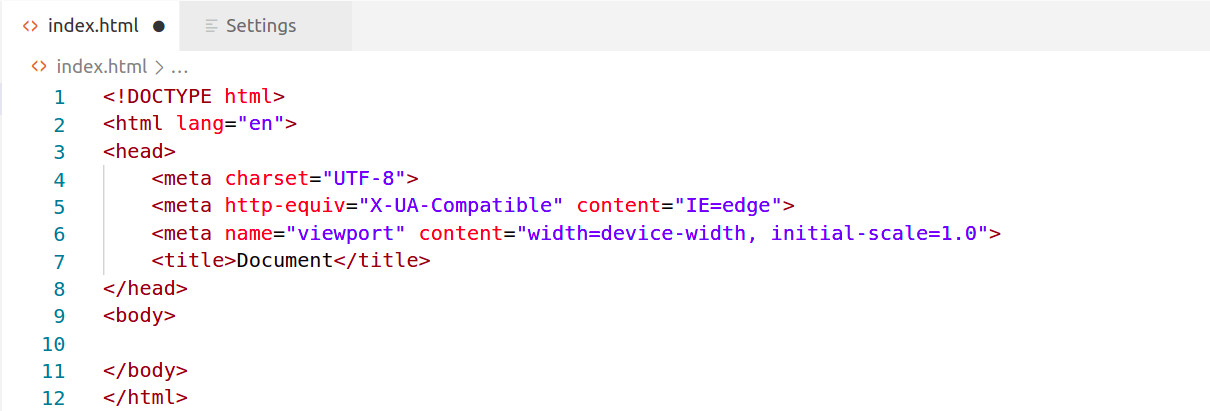 index.html ● Settings
index.html > ...
1 <!DOCTYPE html>
2 <html lang="en">
3 <head>
4     <meta charset="UTF-8">
5     <meta http-equiv="X-UA-Compatible" content="IE=edge">
6     <meta name="viewport" content="width=device-width, initial-scale=1.0">
7     <title>Document</title>
8 </head>
9 <body>
10
11 </body>
12 </html>